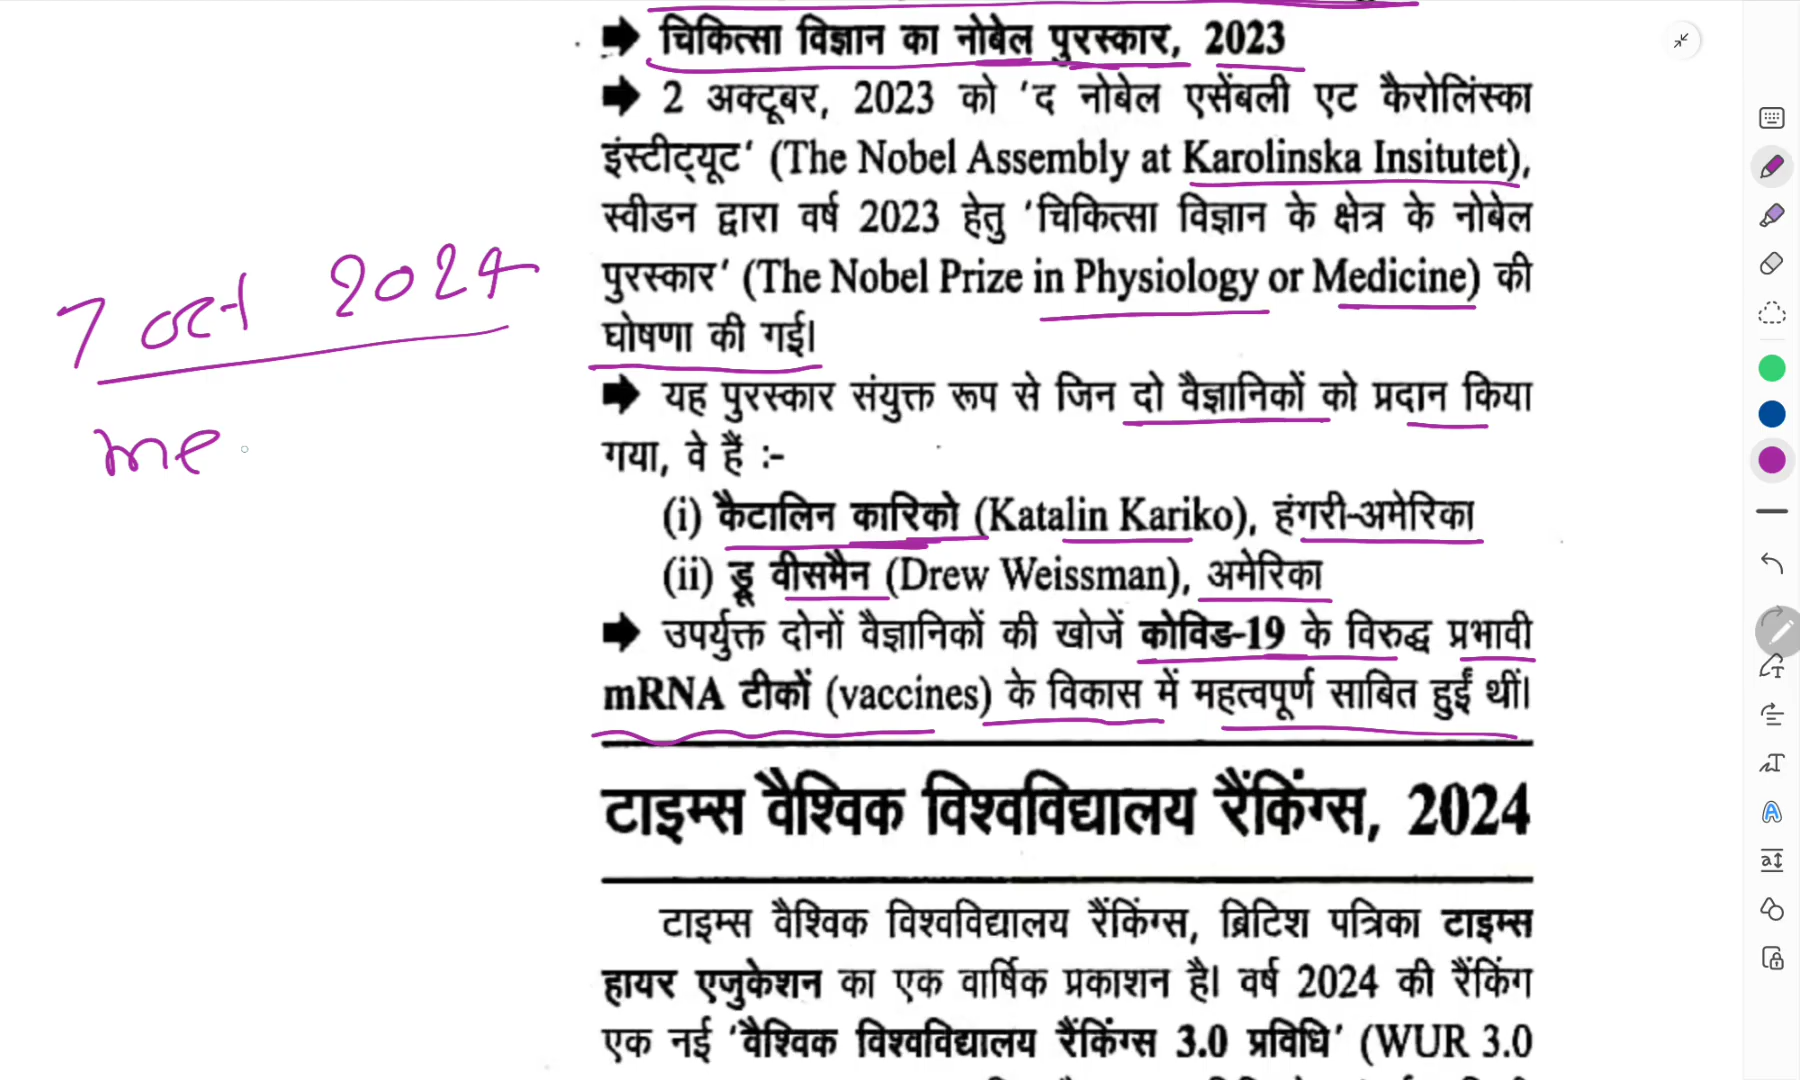 ➡ चिकित्सा विज्ञान का नोबेल पुरस्कार, 2023
➡ 2 अक्टूबर, 2023 को 'द नोबेल एसेंबली एट कैरोलिंस्का
इंस्टीट्यूट' (The Nobel Assembly at Karolinska Insitutet),
स्वीडन द्वारा वर्ष 2023 हेतु 'चिकित्सा विज्ञान के क्षेत्र के नोबेल
पुरस्कार' (The Nobel Prize in Physiology or Medicine) की
घोषणा की गई।
7 oct 2024
me
➡ यह पुरस्कार संयुक्त रूप से जिन दो वैज्ञानिकों को प्रदान किया
गया, वे हैं :-
(i) कैटालिन कारिको (Katalin Kariko), हंगरी-अमेरिका
(ii) ड्रू वीसमैन (Drew Weissman), अमेरिका
➡ उपर्युक्त दोनों वैज्ञानिकों की खोजें कोविड-19 के विरुद्ध प्रभावी
mRNA टीकों (vaccines) के विकास में महत्वपूर्ण साबित हुईं थीं।
टाइम्स वैश्विक विश्वविद्यालय रैंकिंग्स, 2024
टाइम्स वैश्विक विश्वविद्यालय रैंकिंग्स, ब्रिटिश पत्रिका टाइम्स
हायर एजुकेशन का एक वार्षिक प्रकाशन है। वर्ष 2024 की रैंकिंग
एक नई 'वैश्विक विश्वविद्यालय रैंकिंग्स 3.0 प्रविधि' (WUR 3.0